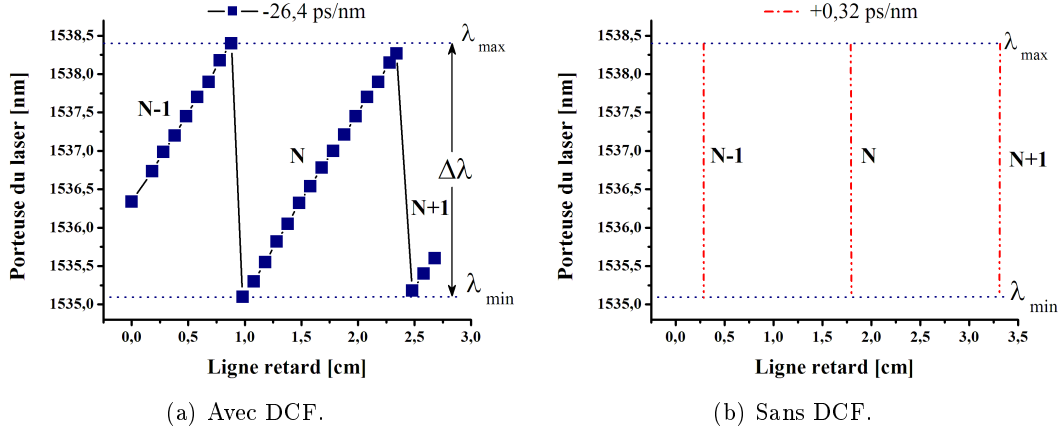 -26,4 ps/nm
Porteuse du laser [nm]
1538,5
1538,0
1537,5
1537,0
1536,5
1536,0
1535,5
1535,0
λmax
λmin
Δλ
N-1
N
N+1
0,0 0,5 1,0 1,5 2,0 2,5 3,0
Ligne retard [cm]
(a) Avec DCF.
+0,32 ps/nm
Porteuse du laser [nm]
1538,5
1538,0
1537,5
1537,0
1536,5
1536,0
1535,5
1535,0
λmax
λmin
N-1
N
N+1
0,0 0,5 1,0 1,5 2,0 2,5 3,0 3,5
Ligne retard [cm]
(b) Sans DCF.